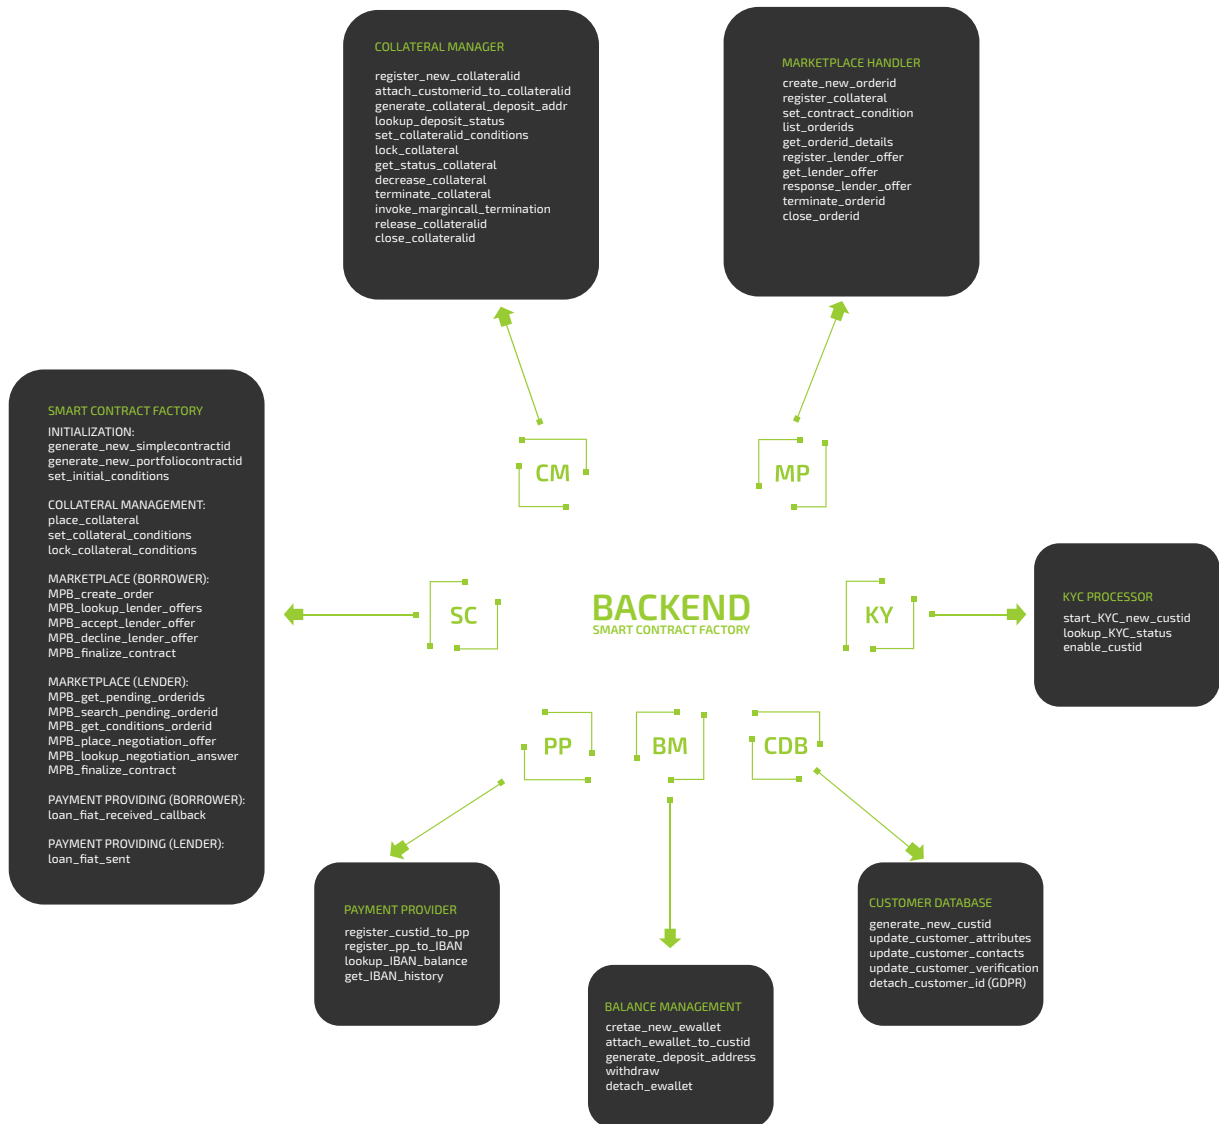 COLLATERAL MANAGER
register_new_collateralid
attach_customerid_to_collateralid
generate_collateral_deposit_addr
lookup_deposit_status
set_collateralid_conditions
lock_collateral
get_status_collateral
decrease_collateral
terminate_collateral
invoke_margincall_termination
release_collateralid
close_collateralid
MARKETPLACE HANDLER
create_new_orderid
register_collateral
set_contract_condition
list_orderids
get_orderid_details
register_lender_offer
get_lender_offer
response_lender_offer
terminate_orderid
close_orderid
SMART CONTRACT FACTORY
INITIALIZATION:
generate_new_simplecontractid
generate_new_portfoliocontractid
set_initial_conditions
COLLATERAL MANAGEMENT:
place_collateral
set_collateral_conditions
lock_collateral_conditions
MARKETPLACE (BORROWER):
MPB_create_order
MPB_lookup_lender_offers
MPB_accept_lender_offer
MPB_decline_lender_offer
MPB_finalize_contract
MARKETPLACE (LENDER):
MPB_get_pending_orderids
MPB_search_pending_orderid
MPB_get_conditions_orderid
MPB_place_negotiation_offer
MPB_lookup_negotiation_answer
MPB_finalize_contract
PAYMENT PROVIDING (BORROWER):
loan_fiat_received_callback
PAYMENT PROVIDING (LENDER):
loan_fiat_sent
CM
MP
SC
BACKEND
SMART CONTRACT FACTORY
KY
PP
BM
CDB
KYC PROCESSOR
start_KYC_new_custid
lookup_KYC_status
enable_custid
PAYMENT PROVIDER
register_custid_to_pp
register_pp_to_IBAN
lookup_IBAN_balance
get_IBAN_history
BALANCE MANAGEMENT
cretae_new_ewallet
attach_ewallet_to_custid
generate_deposit_address
withdraw
detach_ewallet
CUSTOMER DATABASE
generate_new_custid
update_customer_attributes
update_customer_contacts
update_customer_verification
detach_customer_id (GDPR)